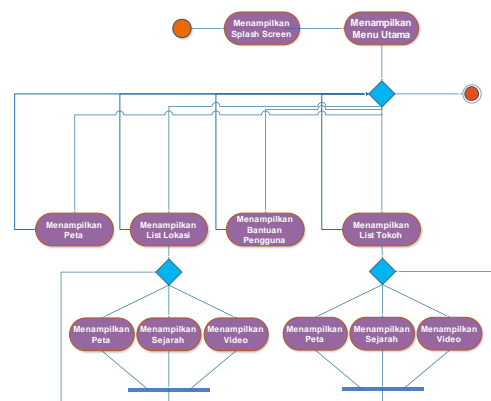 Menampilkan
Splash Screen
Menampilkan
Menu Utama
Menampilkan
Peta
Menampilkan
List Lokasi
Menampilkan
Bantuan
Pengguna
Menampilkan
List Tokoh
Menampilkan
Peta
Menampilkan
Sejarah
Menampilkan
Video
Menampilkan
Peta
Menampilkan
Sejarah
Menampilkan
Video